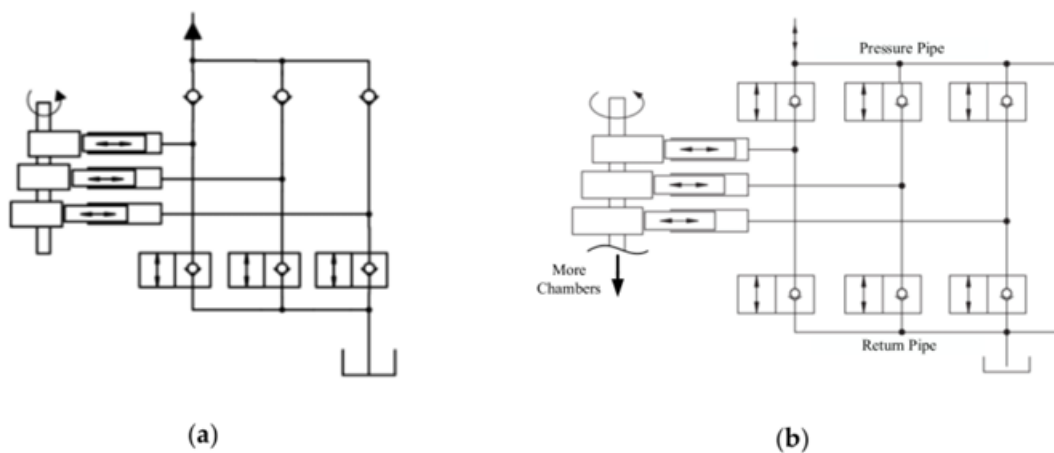 Pressure Pipe
More
Chambers
Return Pipe
(a)
(b)